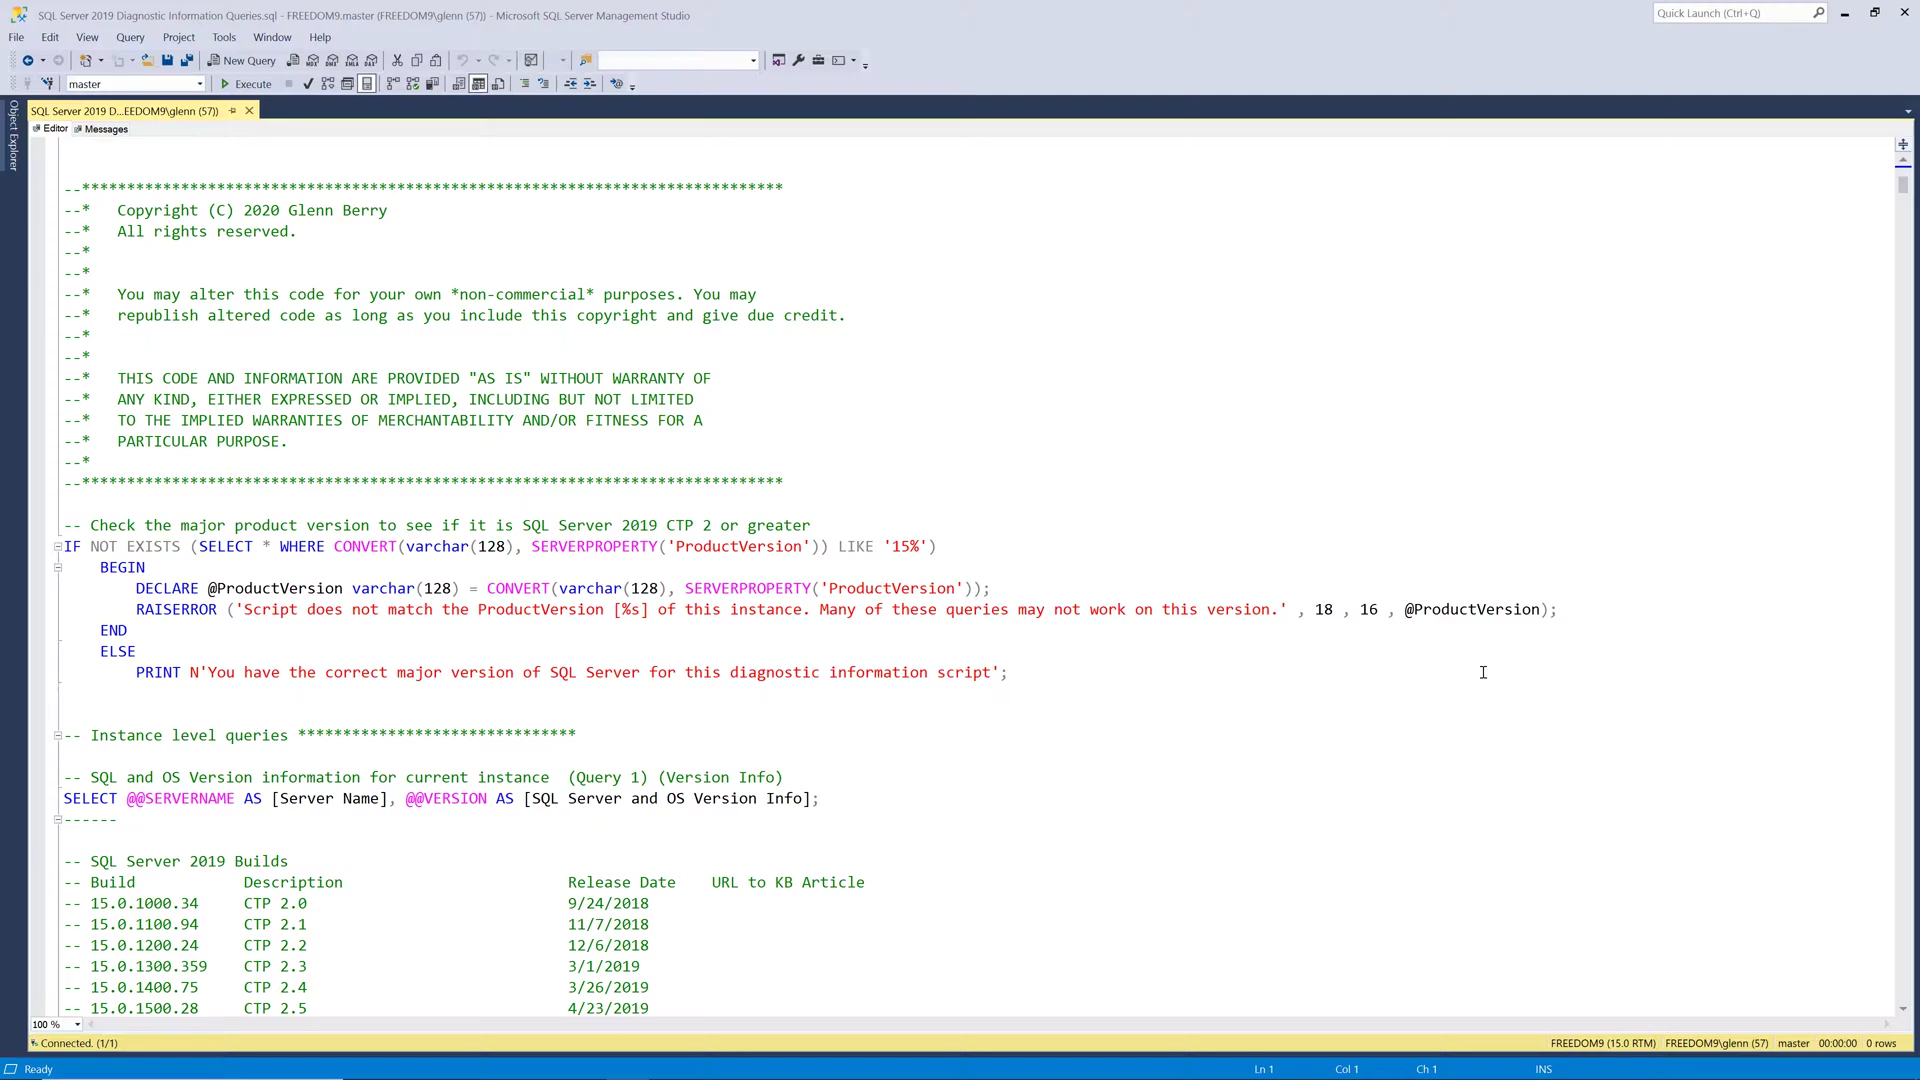 SQL Server 2019 Diagnostic Information Queries.sql - FREEDOM9.master (FREEDOM9\glenn (57)) - Microsoft SQL Server Management Studio
Quick Launch (Ctrl+Q)
File Edit View Query Project Tools Window Help
New Query
MDX DMX XMLA DAX
master
Execute
Object Explorer
SQL Server 2019 D...EEDOM9\glenn (57))
Editor Messages
--******************************************************************************
--* Copyright (C) 2020 Glenn Berry
--* All rights reserved.
--*
--*
--* You may alter this code for your own *non-commercial* purposes. You may
--* republish altered code as long as you include this copyright and give due credit.
--*
--*
--* THIS CODE AND INFORMATION ARE PROVIDED "AS IS" WITHOUT WARRANTY OF
--* ANY KIND, EITHER EXPRESSED OR IMPLIED, INCLUDING BUT NOT LIMITED
--* TO THE IMPLIED WARRANTIES OF MERCHANTABILITY AND/OR FITNESS FOR A
--* PARTICULAR PURPOSE.
--*
--******************************************************************************
-- Check the major product version to see if it is SQL Server 2019 CTP 2 or greater
IF NOT EXISTS (SELECT * WHERE CONVERT(varchar(128), SERVERPROPERTY('ProductVersion')) LIKE '15%')
BEGIN
DECLARE @ProductVersion varchar(128) = CONVERT(varchar(128), SERVERPROPERTY('ProductVersion'));
RAISERROR ('Script does not match the ProductVersion [%s] of this instance. Many of these queries may not work on this version.' , 18 , 16 , @ProductVersion);
END
ELSE
PRINT N'You have the correct major version of SQL Server for this diagnostic information script';
-- Instance level queries *******************************
-- SQL and OS Version information for current instance (Query 1) (Version Info)
SELECT @@SERVERNAME AS [Server Name], @@VERSION AS [SQL Server and OS Version Info];
------
-- SQL Server 2019 Builds
-- Build Description Release Date URL to KB Article
-- 15.0.1000.34 CTP 2.0 9/24/2018
-- 15.0.1100.94 CTP 2.1 11/7/2018
-- 15.0.1200.24 CTP 2.2 12/6/2018
-- 15.0.1300.359 CTP 2.3 3/1/2019
-- 15.0.1400.75 CTP 2.4 3/26/2019
-- 15.0.1500.28 CTP 2.5 4/23/2019
100 %
Connected. (1/1) FREEDOM9 (15.0 RTM) FREEDOM9\glenn (57) master 00:00:00 0 rows
Ready Ln 1 Col 1 Ch 1 INS